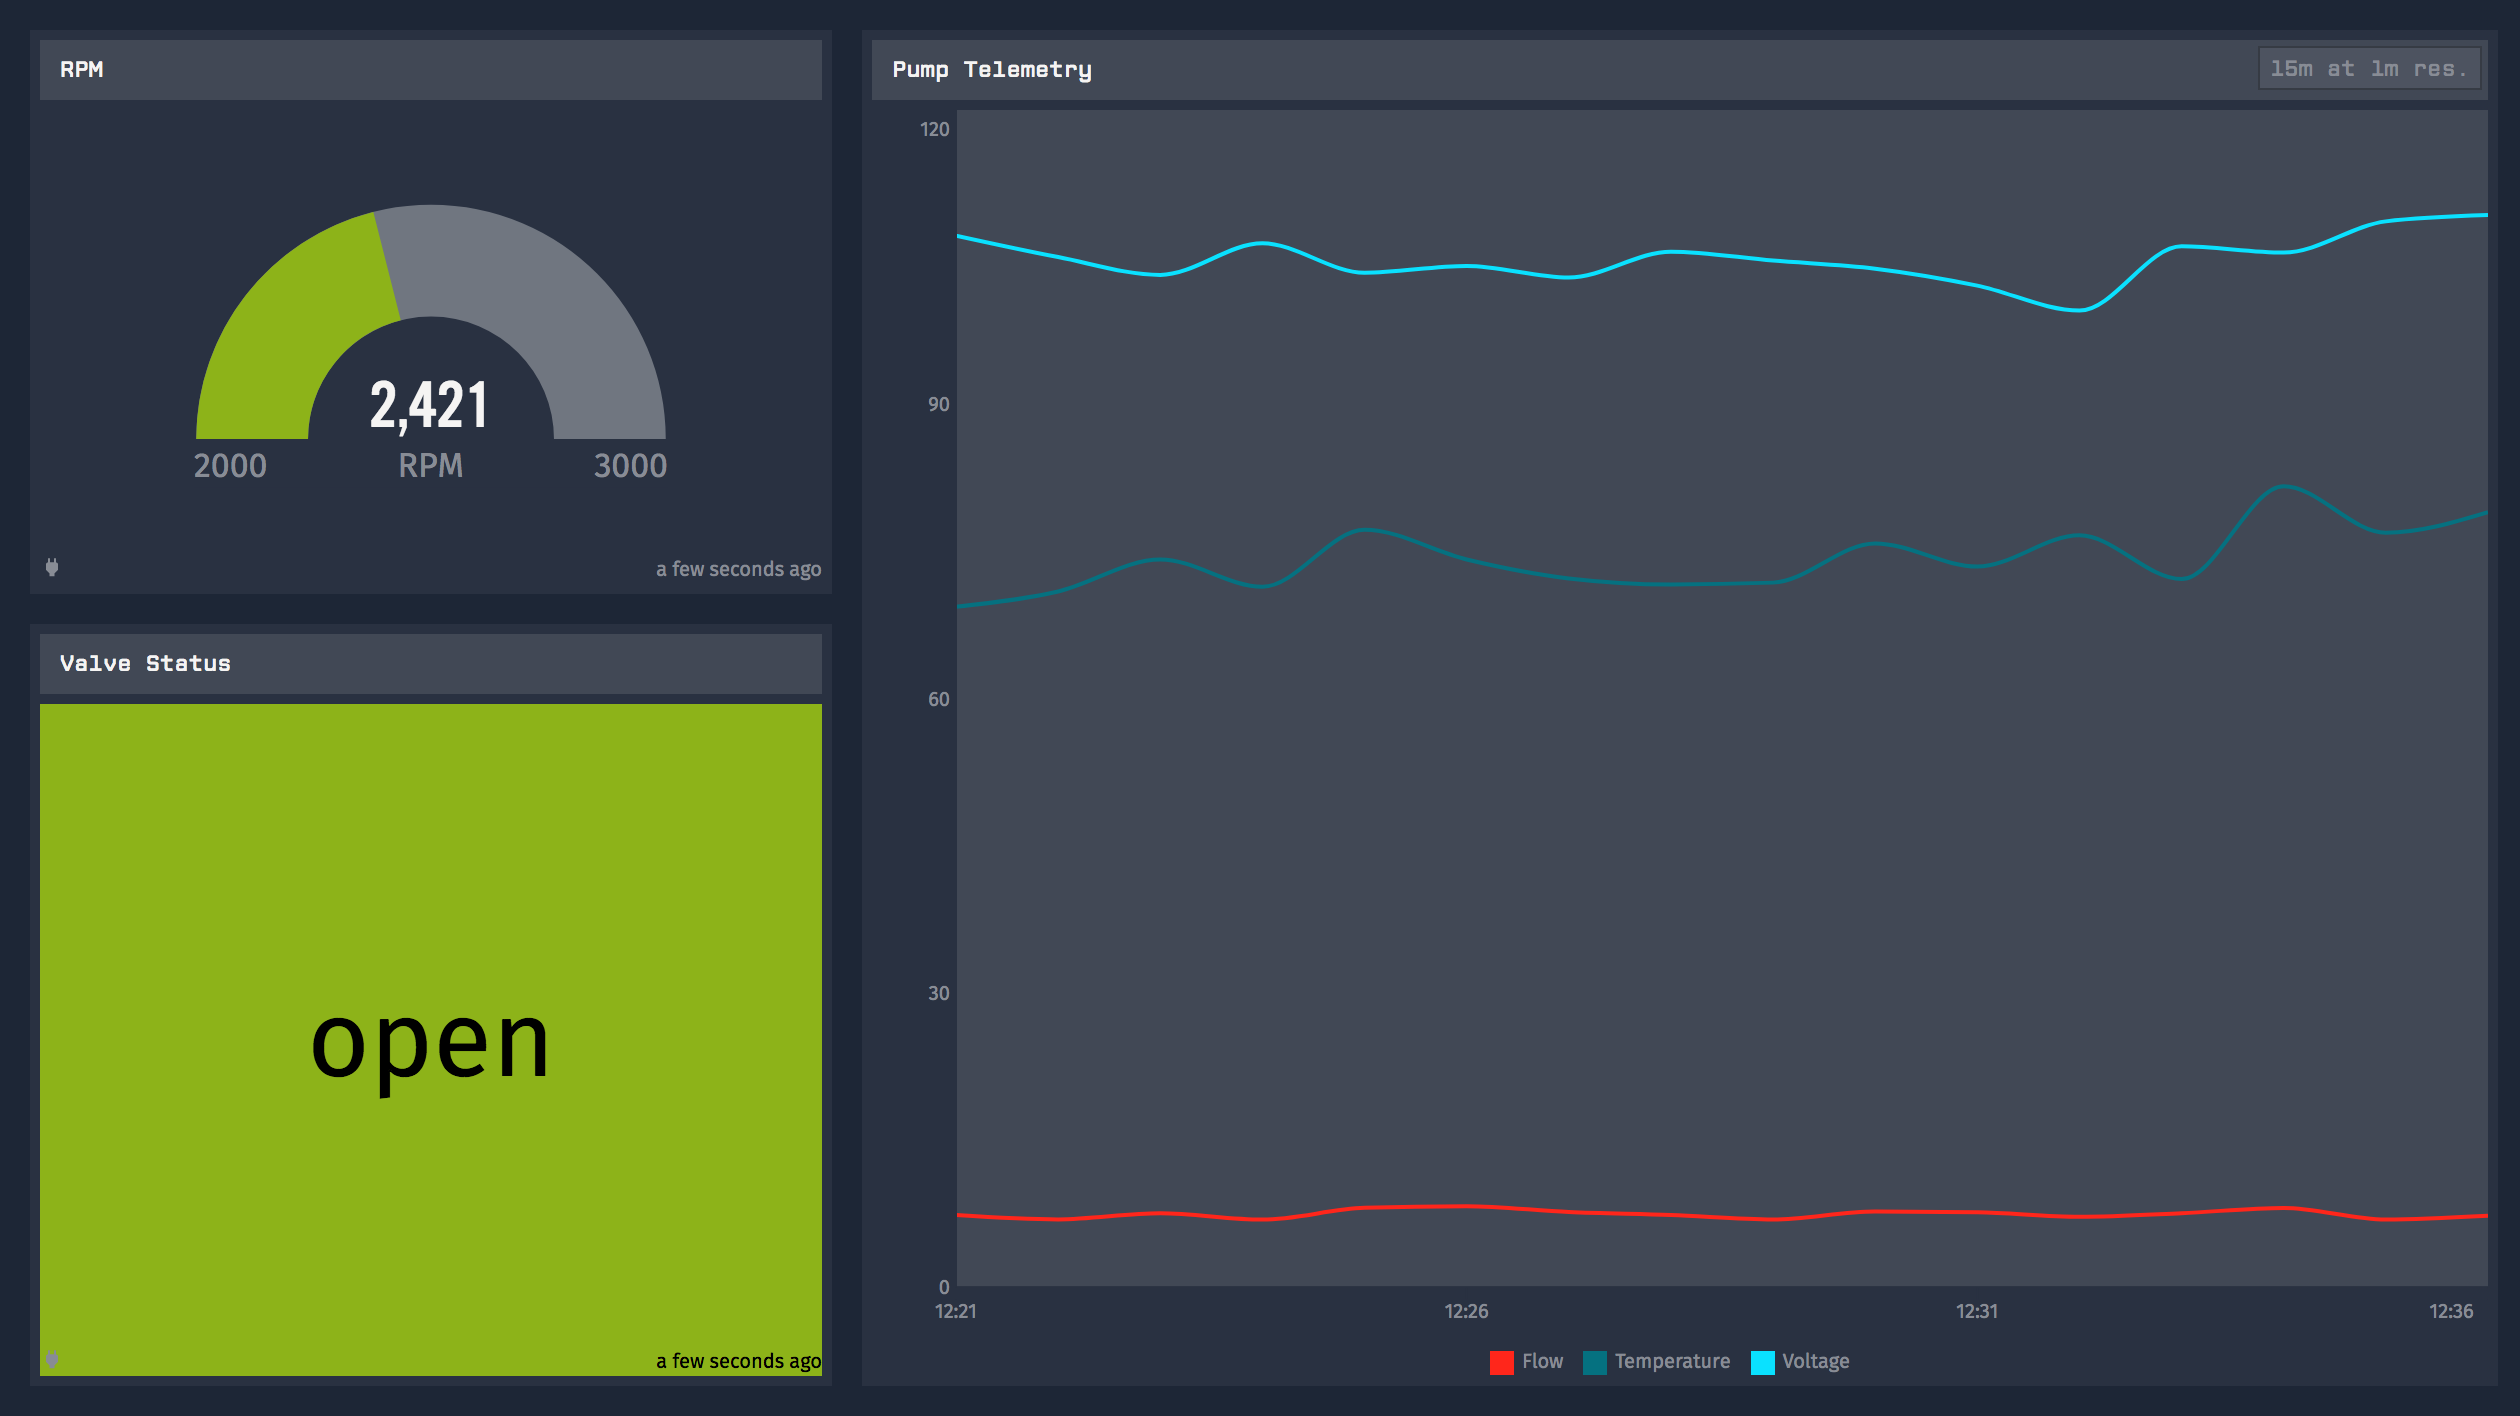 RPM
2,421
2000 RPM 3000
a few seconds ago
Valve Status
open
a few seconds ago
Pump Telemetry
15m at 1m res.
120
90
60
30
0
12:21 12:26 12:31 12:36
Flow Temperature Voltage